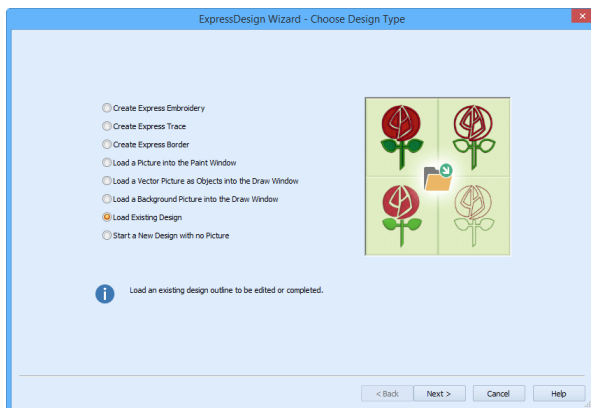 ExpressDesign Wizard - Choose Design Type
Create Express Embroidery
Create Express Trace
Create Express Border
Load a Picture into the Paint Window
Load a Vector Picture as Objects into the Draw Window
Load a Background Picture into the Draw Window
Load Existing Design
Start a New Design with no Picture
Load an existing design outline to be edited or completed.
< Back Next > Cancel Help